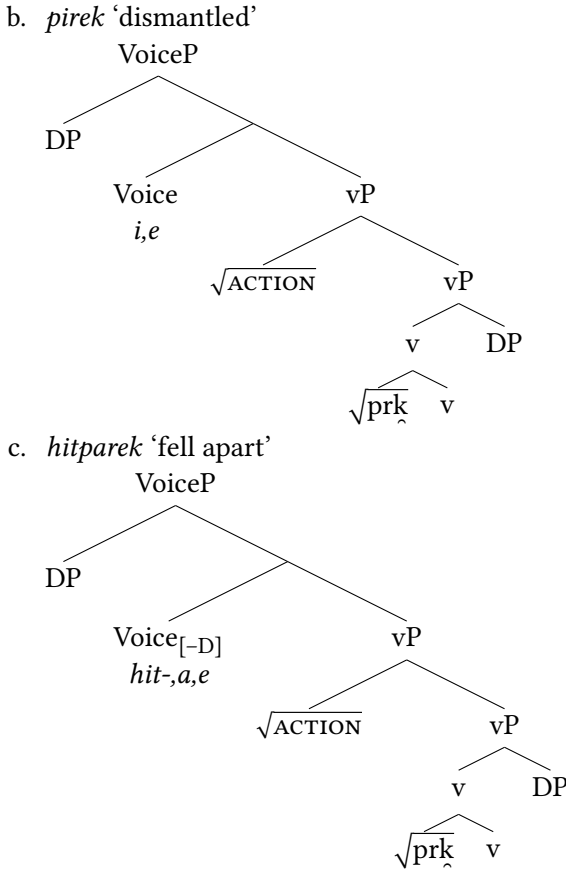 b. pirek ‘dismantled’
VoiceP
DP
Voice vP
i,e
√ACTION vP
v DP
√prk̯ v
c. hitparek ‘fell apart’
VoiceP
DP
Voice[–D] vP
hit-,a,e
√ACTION vP
v DP
√prk̯ v